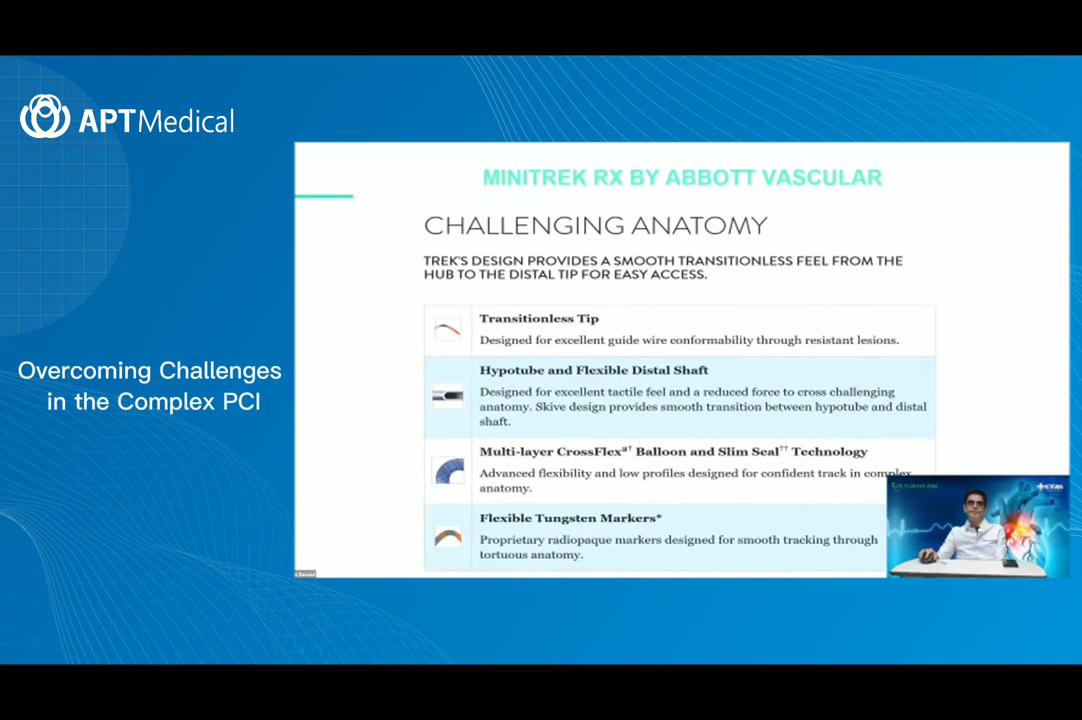 APTMedical
MINITREK RX BY ABBOTT VASCULAR
CHALLENGING ANATOMY
TREK'S DESIGN PROVIDES A SMOOTH TRANSITIONLESS FEEL FROM THE
HUB TO THE DISTAL TIP FOR EASY ACCESS.
Transitionless Tip
Designed for excellent guide wire conformability through resistant lesions.
Hypotube and Flexible Distal Shaft
Designed for excellent tactile feel and a reduced force to cross challenging
anatomy. Skive design provides smooth transition between hypotube and distal
shaft.
Multi-layer CrossFlex²† Balloon and Slim Seal†† Technology
Advanced flexibility and low profiles designed for confident track in complex
anatomy.
Flexible Tungsten Markers*
Proprietary radiopaque markers designed for smooth tracking through
tortuous anatomy.
Overcoming Challenges
in the Complex PCI